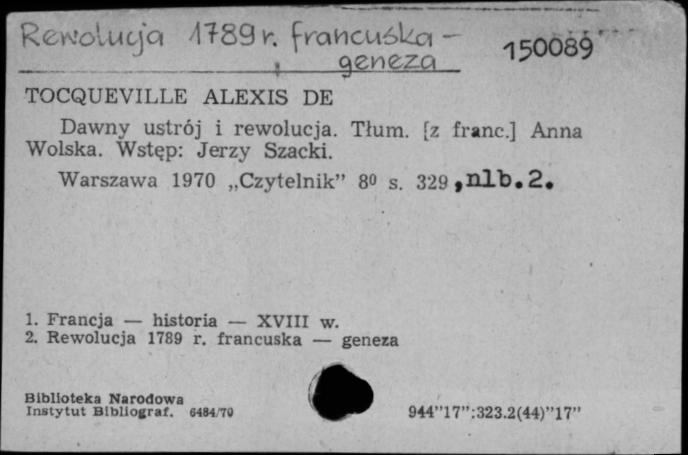 Rewolucja 1789 r. francuska –
geneza
150089
TOCQUEVILLE ALEXIS DE
Dawny ustrój i rewolucja. Tłum. [z franc.] Anna
Wolska. Wstęp: Jerzy Szacki.
Warszawa 1970 „Czytelnik” 8⁰ s. 329, nlb. 2.
1. Francja — historia — XVIII w.
2. Rewolucja 1789 r. francuska — geneza
Biblioteka Narodowa
Instytut Bibliograf. 6484/70
944”17”:323.2(44)”17”